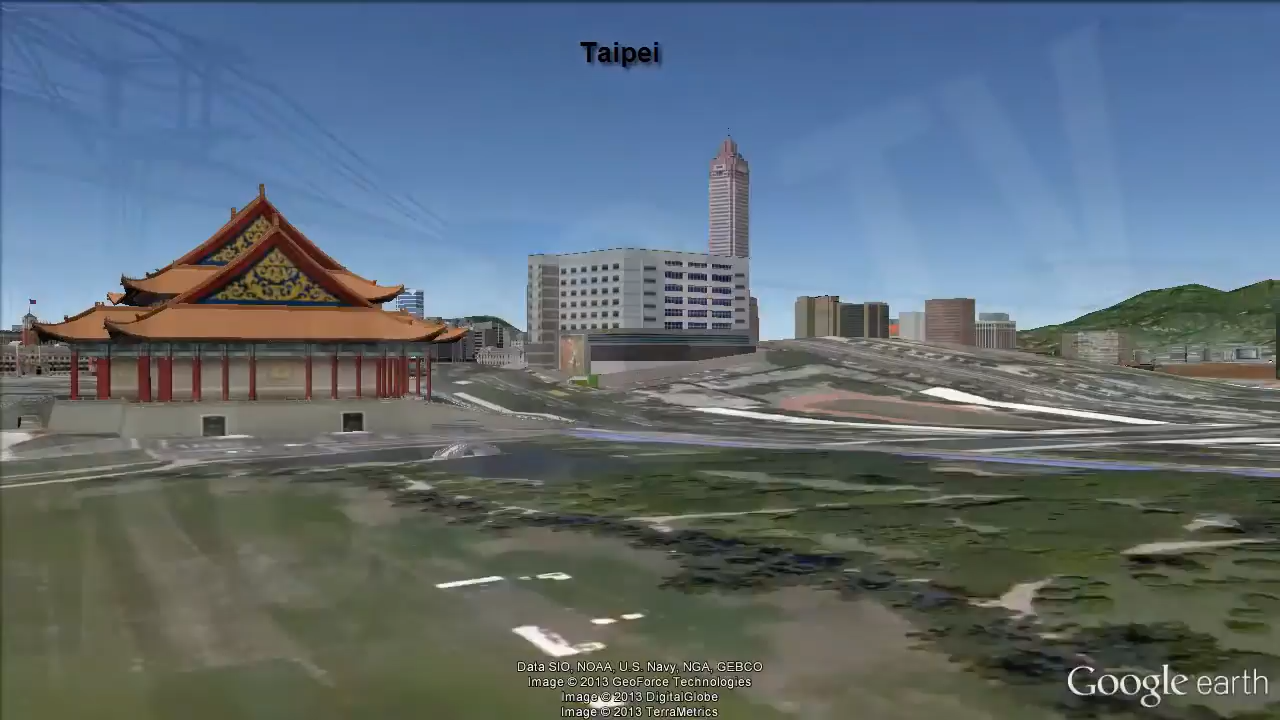 Taipei
Data SIO, NOAA, U.S. Navy, NGA, GEBCO
Image © 2013 GeoForce Technologies
Image © 2013 DigitalGlobe
Image © 2013 TerraMetrics
Google earth